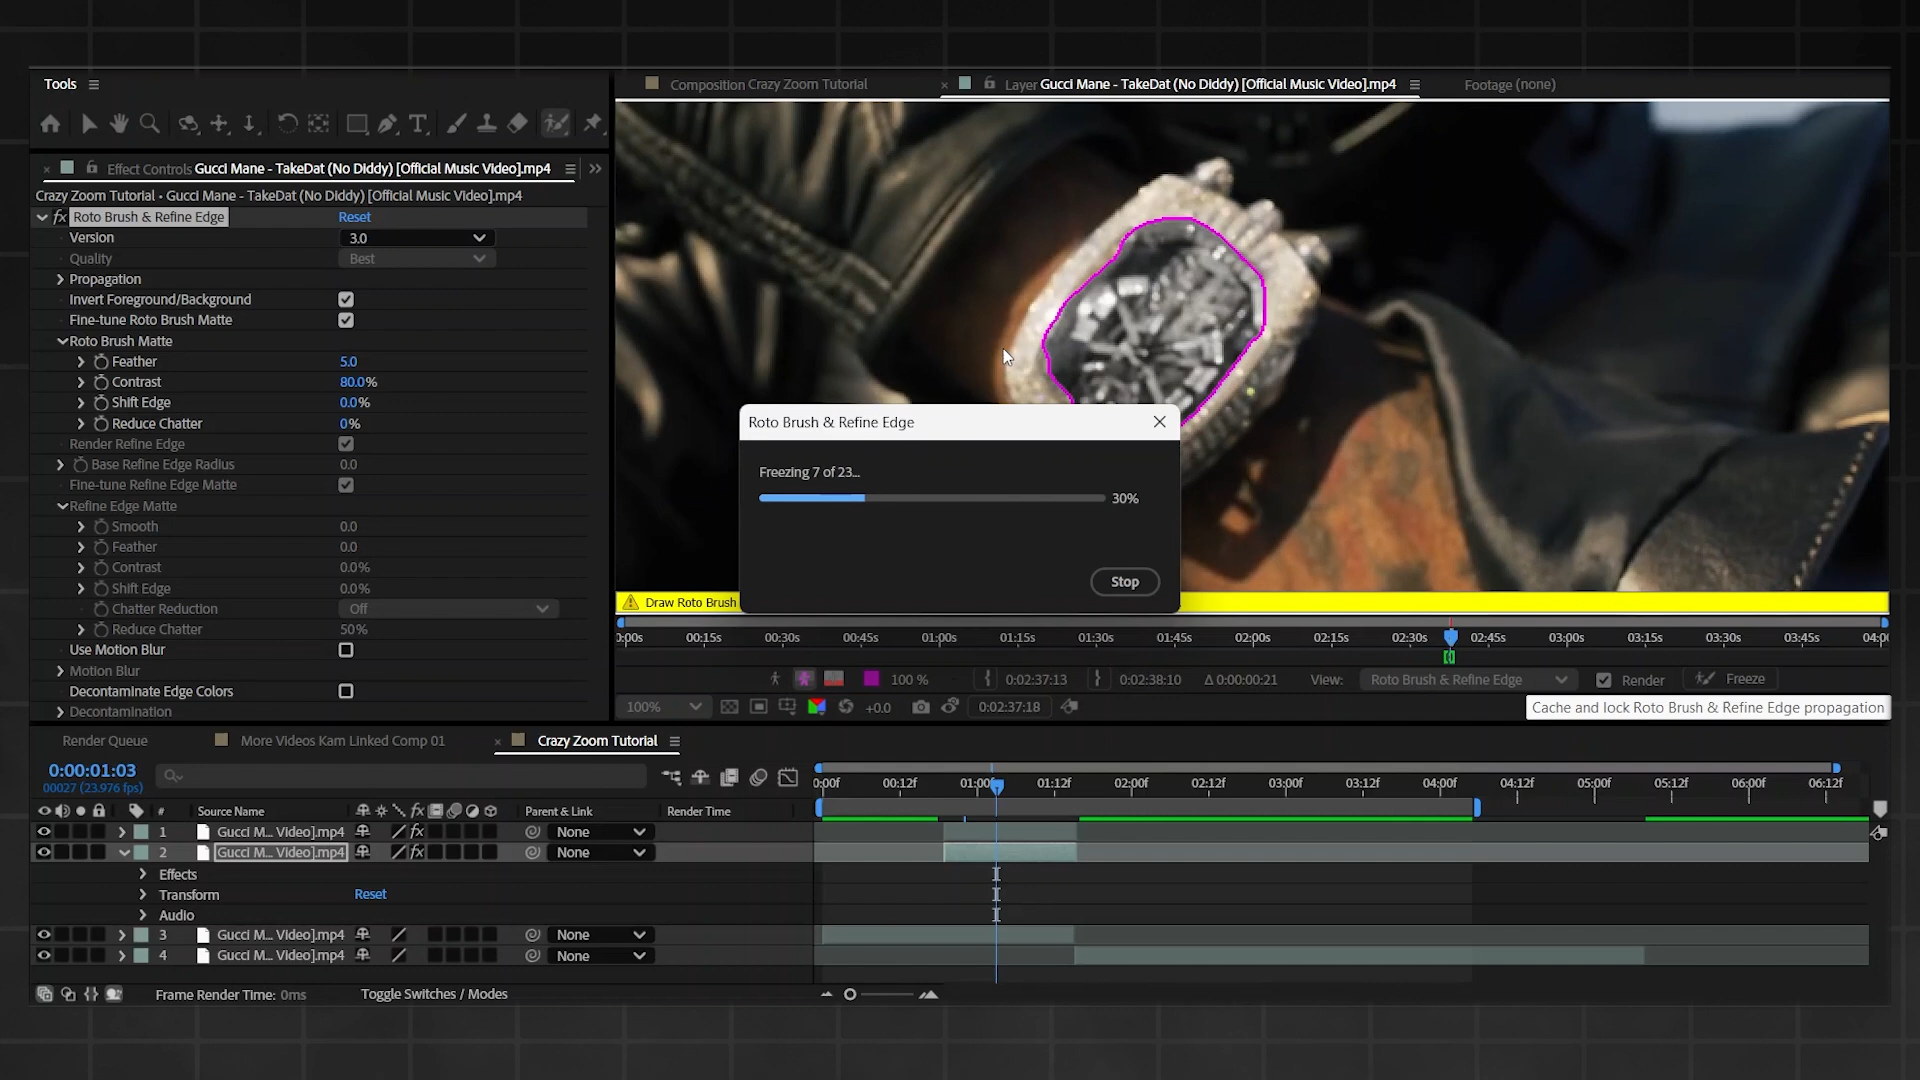 Tools
Composition Crazy Zoom Tutorial
Layer Gucci Mane - TakeDat (No Diddy) [Official Music Video].mp4
Footage (none)
Effect Controls Gucci Mane - TakeDat (No Diddy) [Official Music Video].mp4
Crazy Zoom Tutorial • Gucci Mane - TakeDat (No Diddy) [Official Music Video].mp4
fx Roto Brush & Refine Edge Reset
Version 3.0
Quality Best
Propagation
Invert Foreground/Background
Fine-tune Roto Brush Matte
Roto Brush Matte
Feather 5.0
Contrast 80.0%
Shift Edge 0.0%
Reduce Chatter 0%
Render Refine Edge
Base Refine Edge Radius 0.0
Fine-tune Refine Edge Matte
Refine Edge Matte
Smooth 0.0
Feather 0.0
Contrast 0.0%
Shift Edge 0.0%
Chatter Reduction Off
Reduce Chatter 50%
Use Motion Blur
Motion Blur
Decontaminate Edge Colors
Decontamination
Roto Brush & Refine Edge
Freezing 7 of 23...
30%
Stop
Draw Roto Brush
0:00s 00:15s 00:30s 00:45s 01:00s 01:15s 01:30s 01:45s 02:00s 02:15s 02:30s 02:45s 03:00s 03:15s 03:30s 03:45s 04:0
100 % 0:02:37:13 0:02:38:10 Δ 0:00:00:21 View: Roto Brush & Refine Edge Render Freeze
100% +0.0 0:02:37:18
Cache and lock Roto Brush & Refine Edge propagation
Render Queue More Videos Kam Linked Comp 01 Crazy Zoom Tutorial
0:00:01:03
00027 (23.976 fps)
0:00f 00:12f 01:00f 01:12f 02:00f 02:12f 03:00f 03:12f 04:00f 04:12f 05:00f 05:12f 06:00f 06:12f
# Source Name fx Parent & Link Render Time
1 Gucci M... Video].mp4 fx None
2 Gucci M... Video].mp4 fx None
Effects
Transform Reset
Audio
3 Gucci M... Video].mp4 None
4 Gucci M... Video].mp4 None
Frame Render Time: 0ms Toggle Switches / Modes